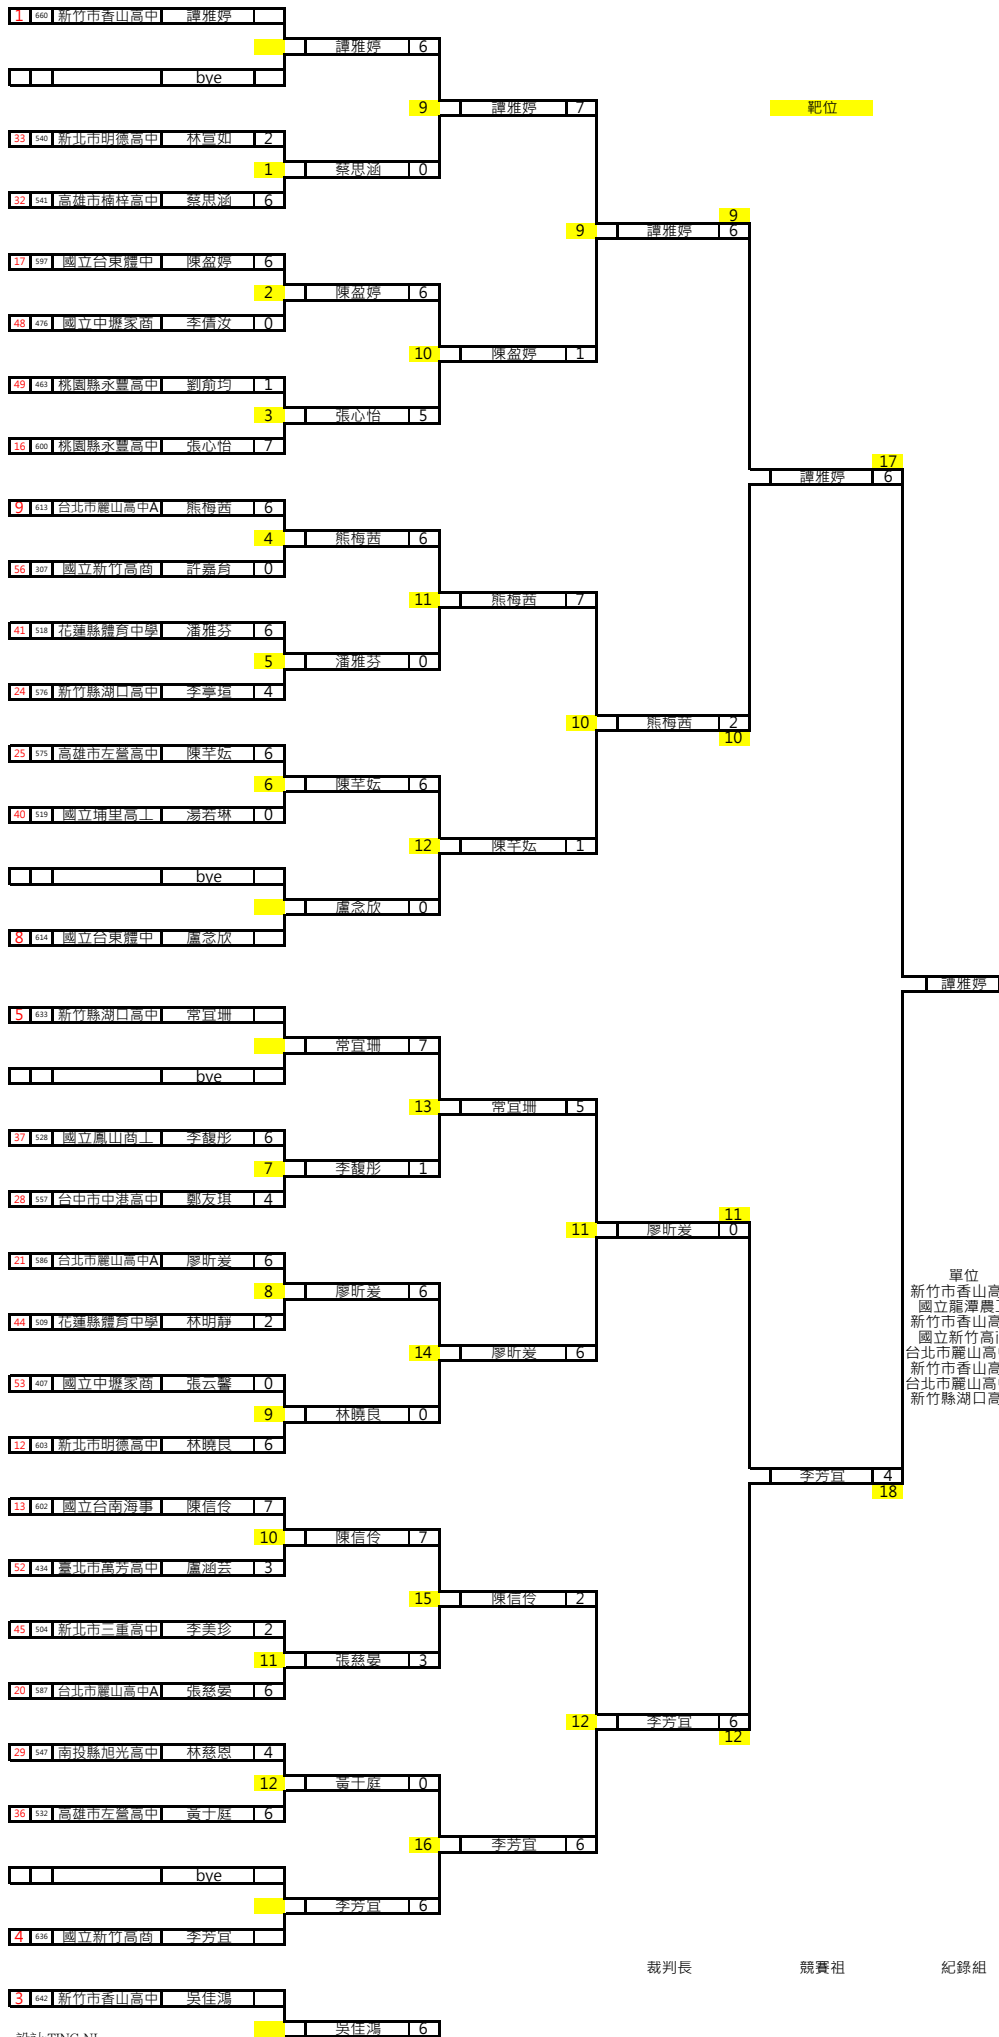 1 660 新竹市香山高中 譚雅婷
譚雅婷 6
bye
9 譚雅婷 7 靶位
33 540 新北市明德高中 林宣如 2
1 蔡思涵 0
32 541 高雄市楠梓高中 蔡思涵 6
9
9 譚雅婷 6
17 597 國立台東體中 陳盈婷 6
2 陳盈婷 6
48 476 國立中壢家商 李倩汝 0
10 陳盈婷 1
49 463 桃園縣永豐高中 劉俞均 1
3 張心怡 5
16 600 桃園縣永豐高中 張心怡 7
17
譚雅婷 6
9 613 台北市麗山高中A 熊梅茜 6
4 熊梅茜 6
56 307 國立新竹高商 許嘉育 0
11 熊梅茜 7
41 518 花蓮縣體育中學 潘雅芬 6
5 潘雅芬 0
24 576 新竹縣湖口高中 李葶瑄 4
10 熊梅茜 2
10
25 575 高雄市左營高中 陳芊妘 6
6 陳芊妘 6
40 519 國立埔里高工 湯若琳 0
12 陳芊妘 1
bye
盧念欣 0
8 614 國立台東體中 盧念欣
譚雅婷
5 633 新竹縣湖口高中 常宜珊
常宜珊 7
bye
13 常宜珊 5
37 528 國立鳳山商工 李馥彤 6
7 李馥彤 1
28 557 台中市中港高中 鄭友琪 4
11
11 廖昕爰 0
21 586 台北市麗山高中A 廖昕爰 6
單位
8 廖昕爰 6 新竹市香山高
國立龍潭農
44 509 花蓮縣體育中學 林明靜 2 新竹市香山高
國立新竹高
14 廖昕爰 6 台北市麗山高
新竹市香山高
53 407 國立中壢家商 張云馨 0 台北市麗山高
新竹縣湖口高
9 林曉良 0
12 603 新北市明德高中 林曉良 6
李芳宜 4
18
13 602 國立台南海事 陳信伶 7
10 陳信伶 7
52 434 臺北市萬芳高中 盧涵芸 3
15 陳信伶 2
45 504 新北市三重高中 李美珍 2
11 張慈晏 3
20 587 台北市麗山高中A 張慈晏 6
12 李芳宜 6
12
29 547 南投縣旭光高中 林慈恩 4
12 黃于庭 0
36 532 高雄市左營高中 黃于庭 6
16 李芳宜 6
bye
李芳宜 6
4 636 國立新竹高商 李芳宜
裁判長 競賽祖 紀錄組
3 642 新竹市香山高中 吳佳鴻
吳佳鴻 6